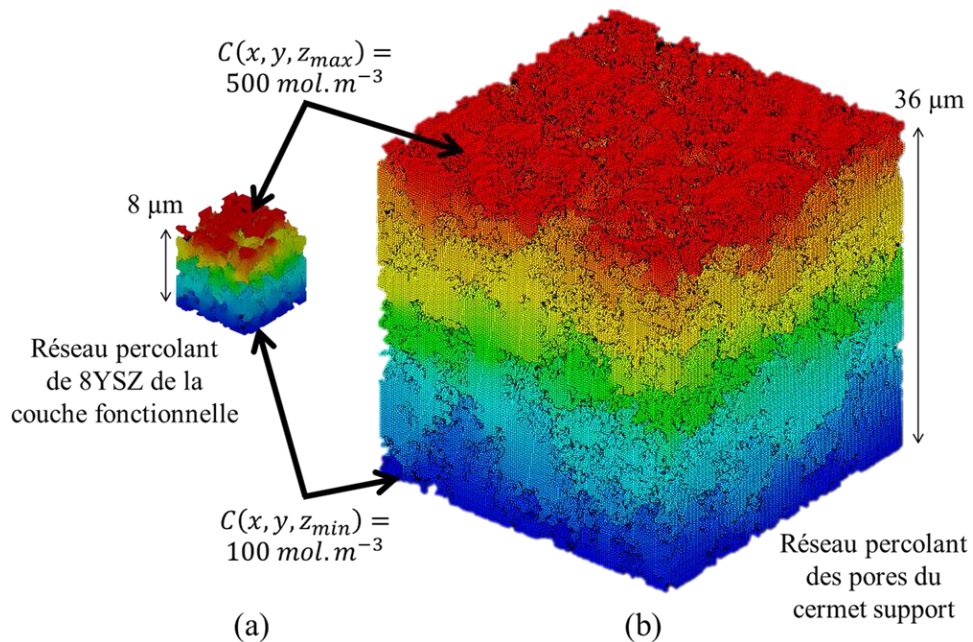 C(x, y, z_max) =
500 mol.m⁻³
36 µm
8 µm
Réseau percolant
de 8YSZ de la
couche fonctionnelle
C(x, y, z_min) =
100 mol.m⁻³
Réseau percolant
des pores du
cermet support
(a)
(b)